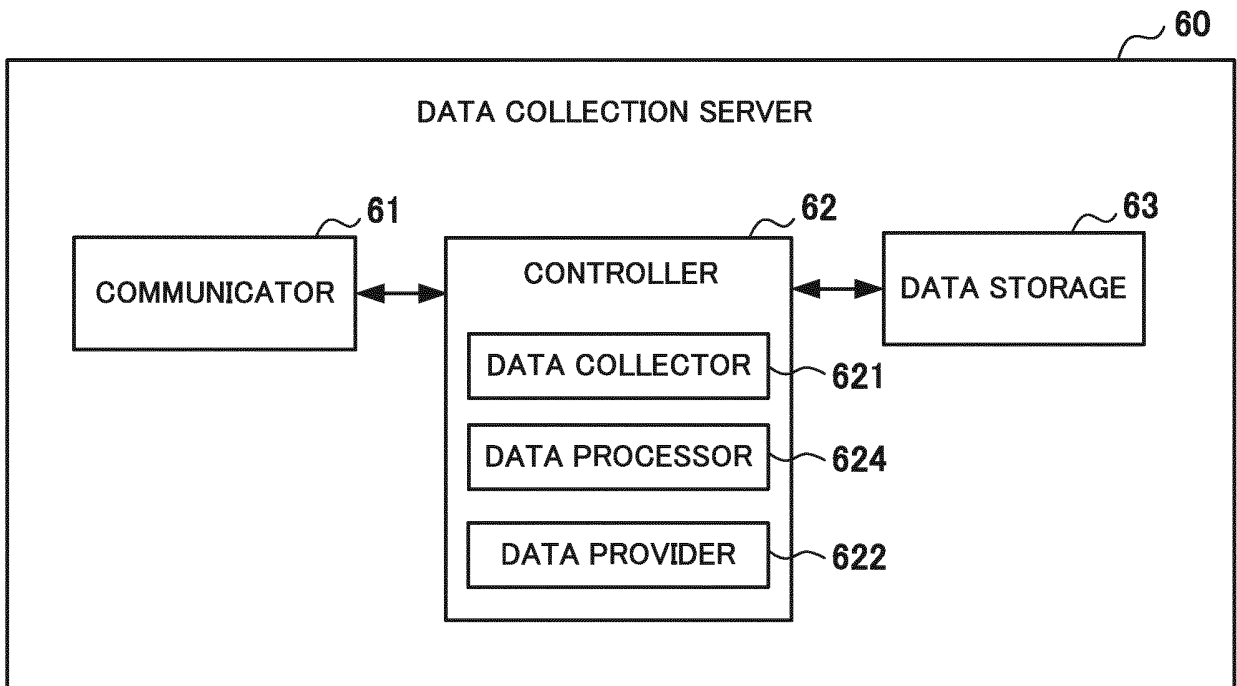 60
DATA COLLECTION SERVER
61
62
63
COMMUNICATOR
CONTROLLER
DATA STORAGE
DATA COLLECTOR
621
DATA PROCESSOR
624
DATA PROVIDER
622